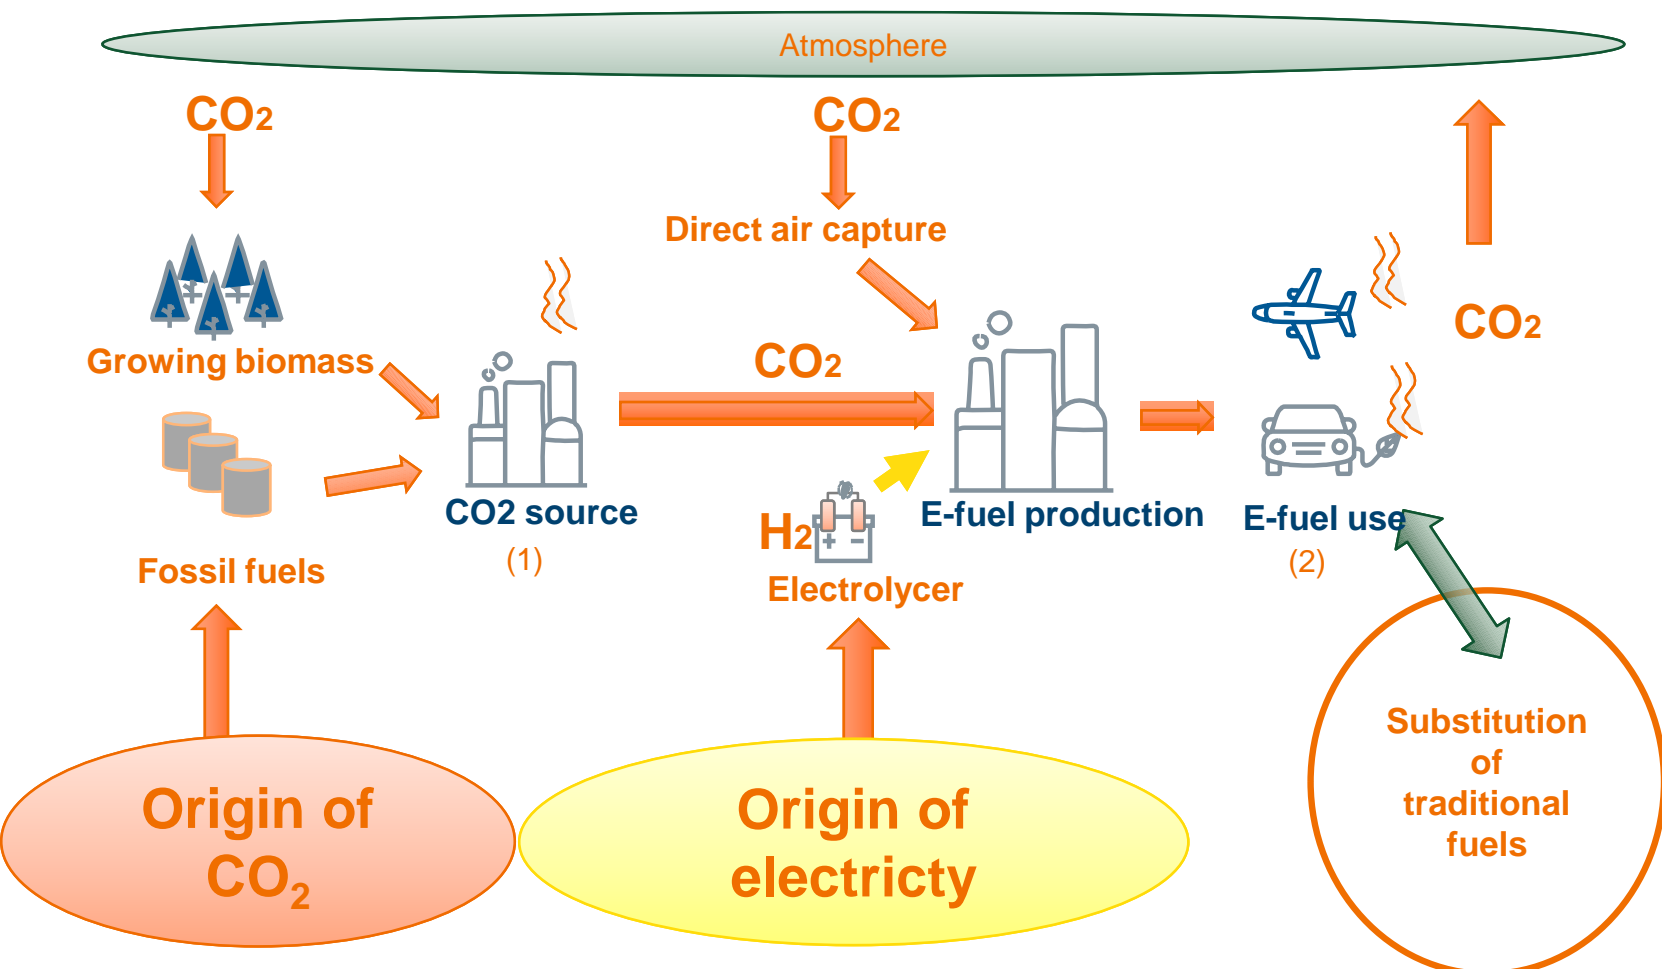 Atmosphere
CO2
CO2
Direct air capture
CO2
Growing biomass
CO2
CO2 source
(1)
E-fuel production
E-fuel use
(2)
H2
+ –
Fossil fuels
Electrolycer
Substitution
of
traditional
fuels
Origin of
CO2
Origin of
electricty